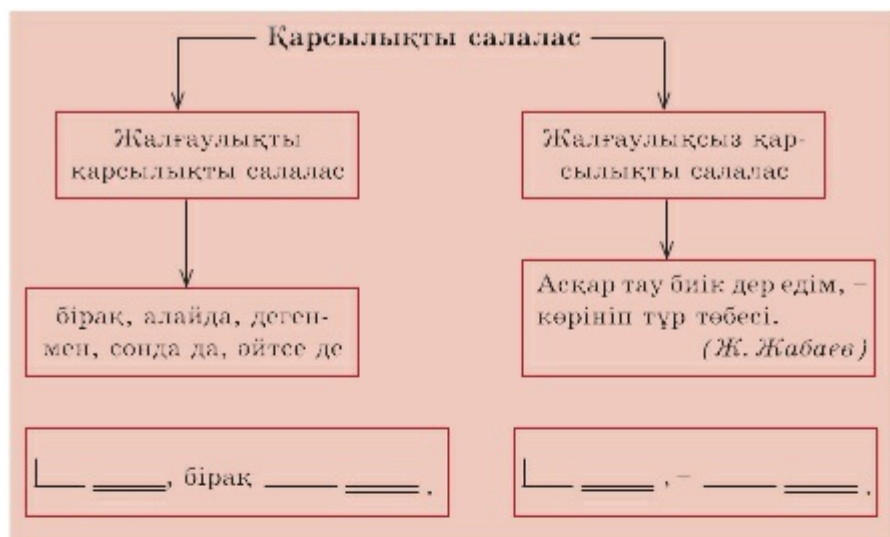 Қарсылықты салалас
Жалғаулықты
қарсылықты салалас
Жалғаулықсыз қар-
сылықты салалас
бірақ, алайда, деген-
мен, сонда да, әйтсе де
Асқар тау биік дер едім, –
көрініп тұр төбесі.
(Ж. Жабаев)
, бірақ .
, – .